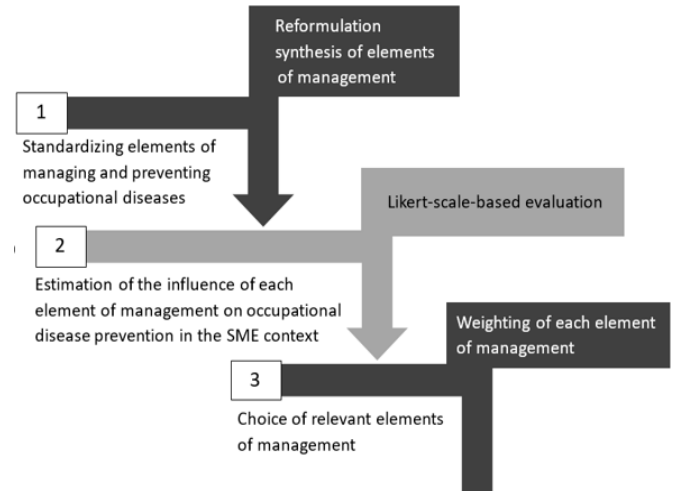 Reformulation
synthesis of elements
of management
1
Standardizing elements of
managing and preventing
occupational diseases
Likert-scale-based evaluation
2
Estimation of the influence of each
element of management on occupational
disease prevention in the SME context
Weighting of each element
of management
3
Choice of relevant elements
of management